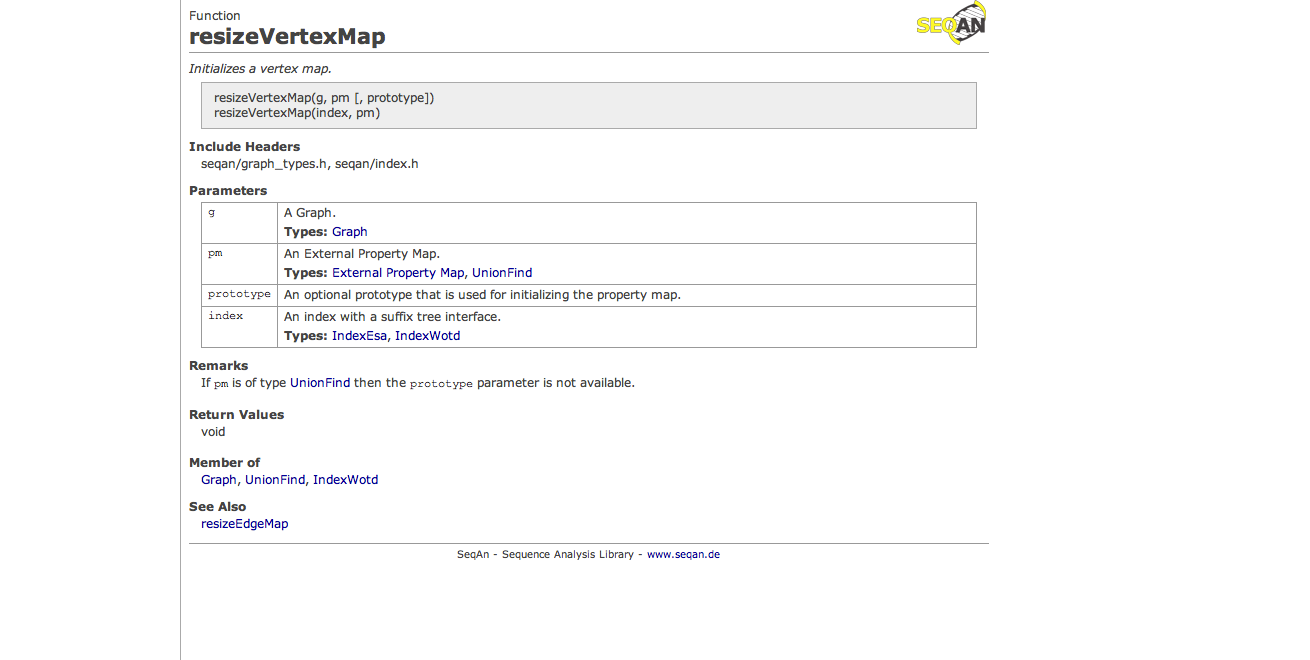 Function
resizeVertexMap
SEQAN
Initializes a vertex map.
resizeVertexMap(g, pm [, prototype])
resizeVertexMap(index, pm)
Include Headers
seqan/graph_types.h, seqan/index.h
Parameters
g A Graph.
Types: Graph
pm An External Property Map.
Types: External Property Map, UnionFind
prototype An optional prototype that is used for initializing the property map.
index An index with a suffix tree interface.
Types: IndexEsa, IndexWotd
Remarks
If pm is of type UnionFind then the prototype parameter is not available.
Return Values
void
Member of
Graph, UnionFind, IndexWotd
See Also
resizeEdgeMap
SeqAn - Sequence Analysis Library - www.seqan.de